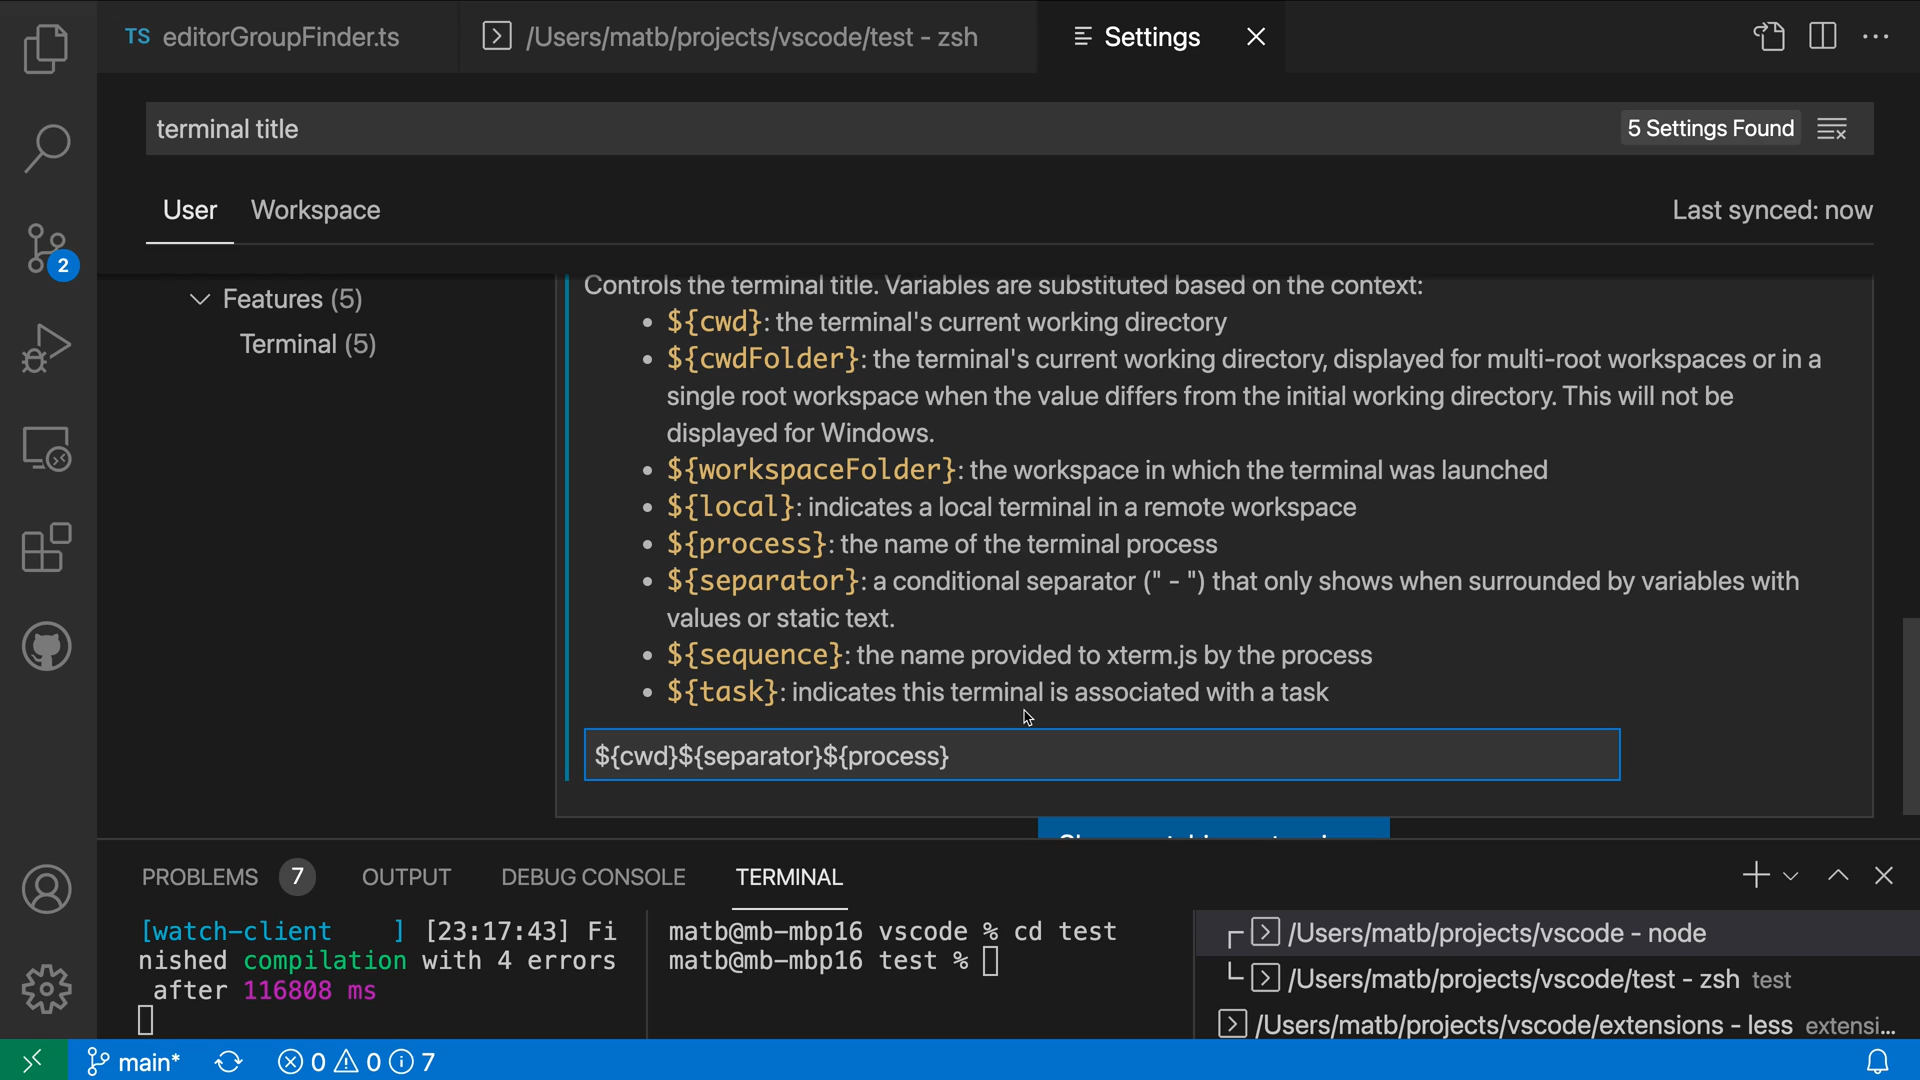 TS editorGroupFinder.ts
/Users/matb/projects/vscode/test - zsh
Settings
terminal title
5 Settings Found
User
Workspace
Last synced: now
2
Features (5)
Terminal (5)
Controls the terminal title. Variables are substituted based on the context:
• ${cwd}: the terminal's current working directory
• ${cwdFolder}: the terminal's current working directory, displayed for multi-root workspaces or in a
single root workspace when the value differs from the initial working directory. This will not be
displayed for Windows.
• ${workspaceFolder}: the workspace in which the terminal was launched
• ${local}: indicates a local terminal in a remote workspace
• ${process}: the name of the terminal process
• ${separator}: a conditional separator (" - ") that only shows when surrounded by variables with
values or static text.
• ${sequence}: the name provided to xterm.js by the process
• ${task}: indicates this terminal is associated with a task
${cwd}${separator}${process}
PROBLEMS 7
OUTPUT
DEBUG CONSOLE
TERMINAL
[watch-client    ] [23:17:43] Fi
nished compilation with 4 errors
after 116808 ms
matb@mb-mbp16 vscode % cd test
matb@mb-mbp16 test %
/Users/matb/projects/vscode - node
/Users/matb/projects/vscode/test - zsh test
/Users/matb/projects/vscode/extensions - less extensi...
main*
0
0
7